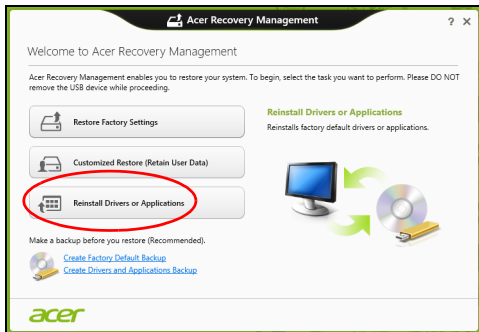 Acer Recovery Management
? X
Welcome to Acer Recovery Management
Acer Recovery Management enables you to restore your system. To begin, select the task you want to perform. Please DO NOT
remove the USB device while proceeding.
Restore Factory Settings
Customized Restore (Retain User Data)
Reinstall Drivers or Applications
Reinstall Drivers or Applications
Reinstalls factory default drivers or applications.
Make a backup before you restore (Recommended).
Create Factory Default Backup
Create Drivers and Applications Backup
acer